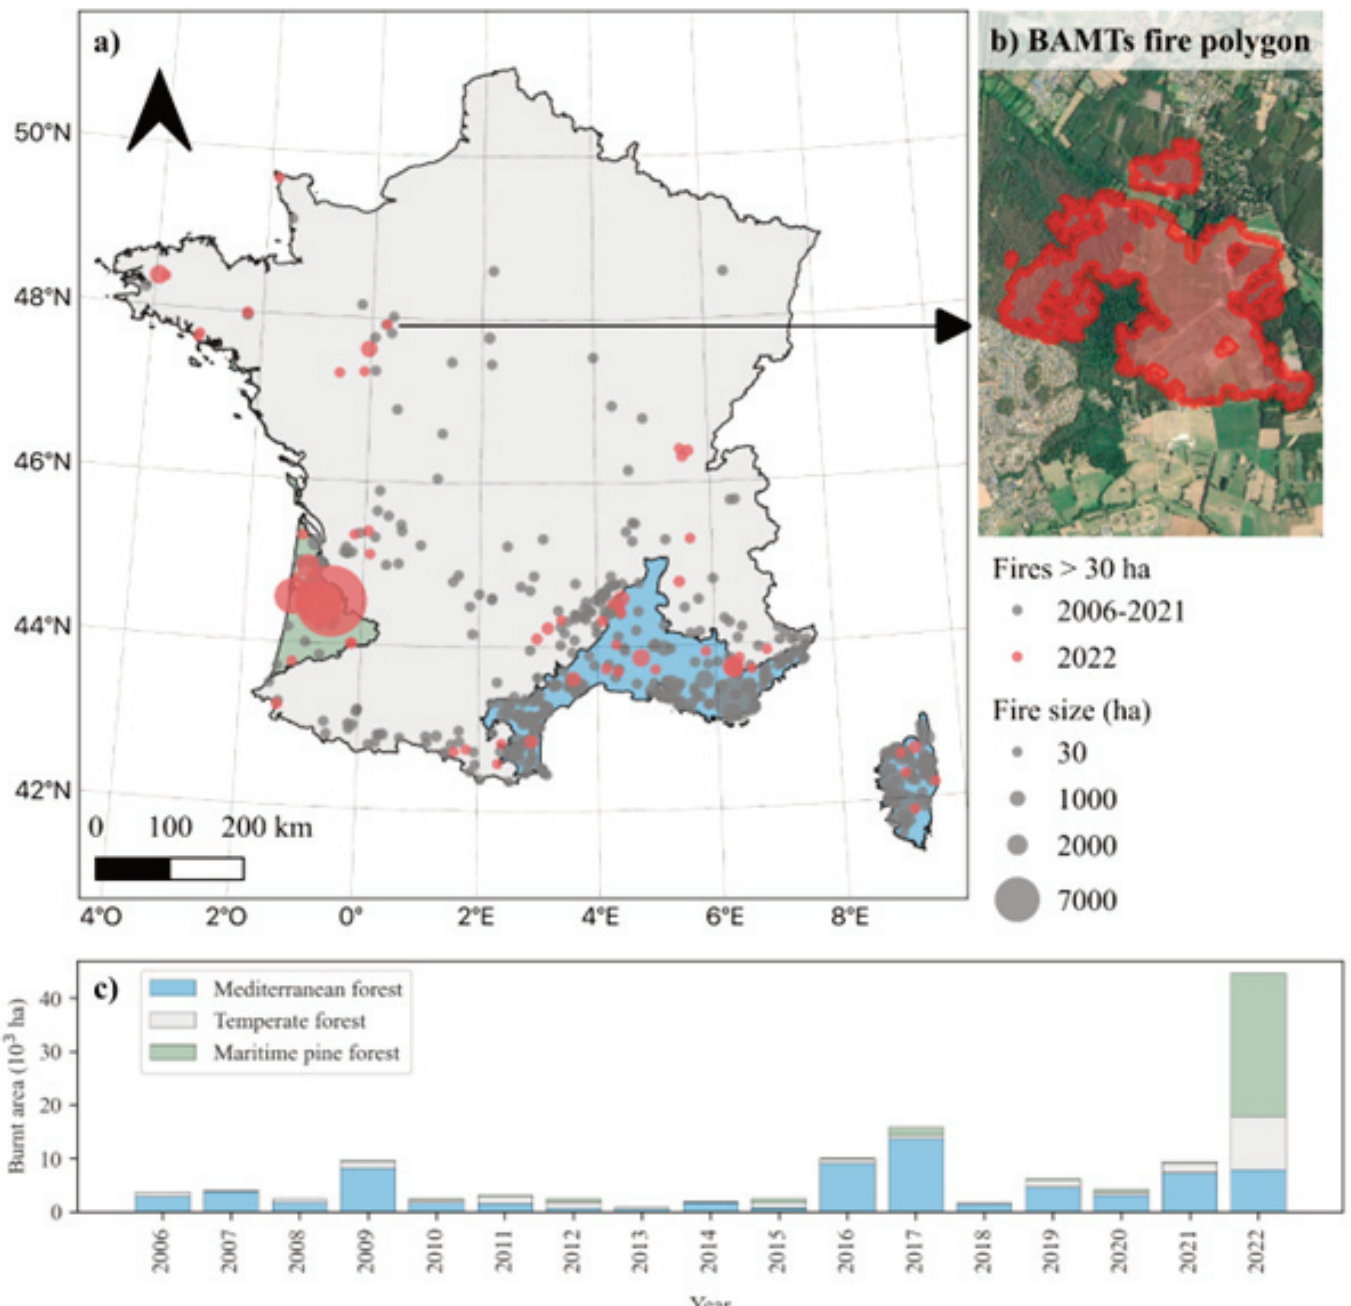 a)
50°N
48°N
46°N
44°N
42°N
0 100 200 km
4°O 2°O 0° 2°E 4°E 6°E 8°E
b) BAMTs fire polygon
Fires > 30 ha
2006-2021
2022
Fire size (ha)
30
1000
2000
7000
c)
Mediterranean forest
Temperate forest
Maritime pine forest
Burnt area (10³ ha)
40
30
20
10
0
2006 2007 2008 2009 2010 2011 2012 2013 2014 2015 2016 2017 2018 2019 2020 2021 2022
Year